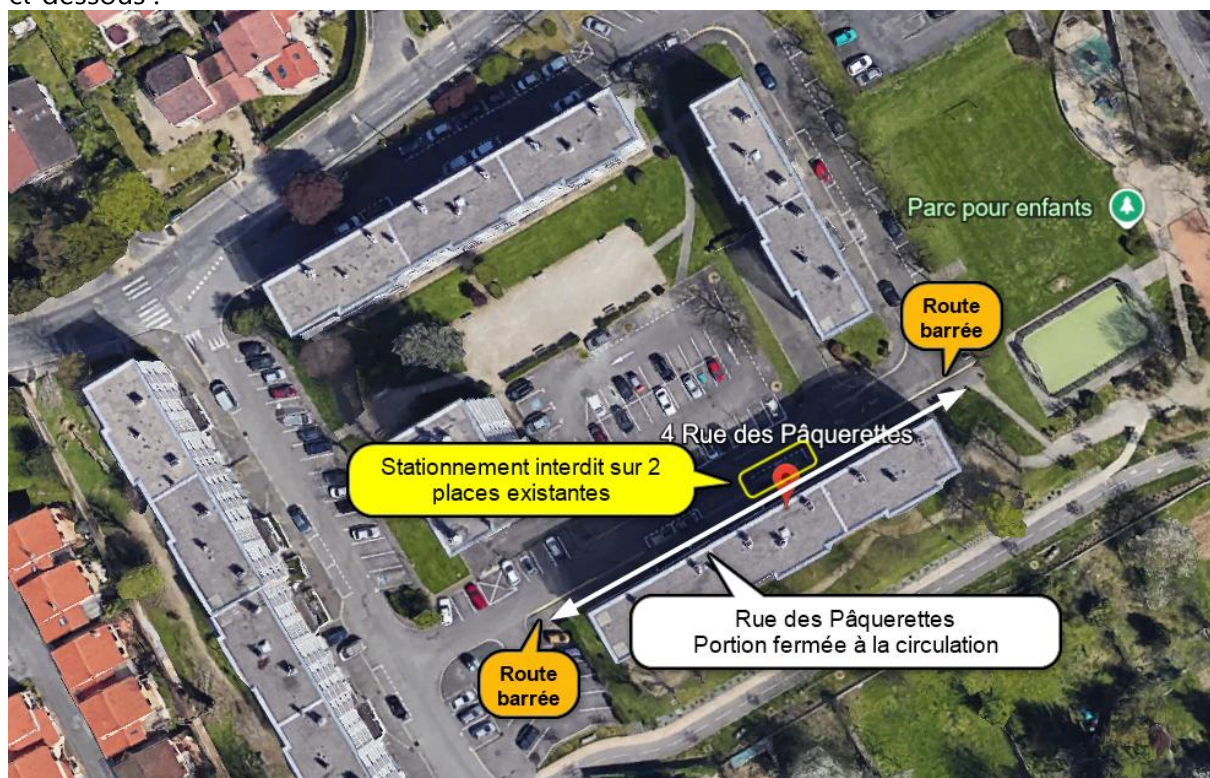 ci-dessous :
Parc pour enfants
Route
barrée
4 Rue des Pâquerettes
Stationnement interdit sur 2
places existantes
Rue des Pâquerettes
Portion fermée à la circulation
Route
barrée